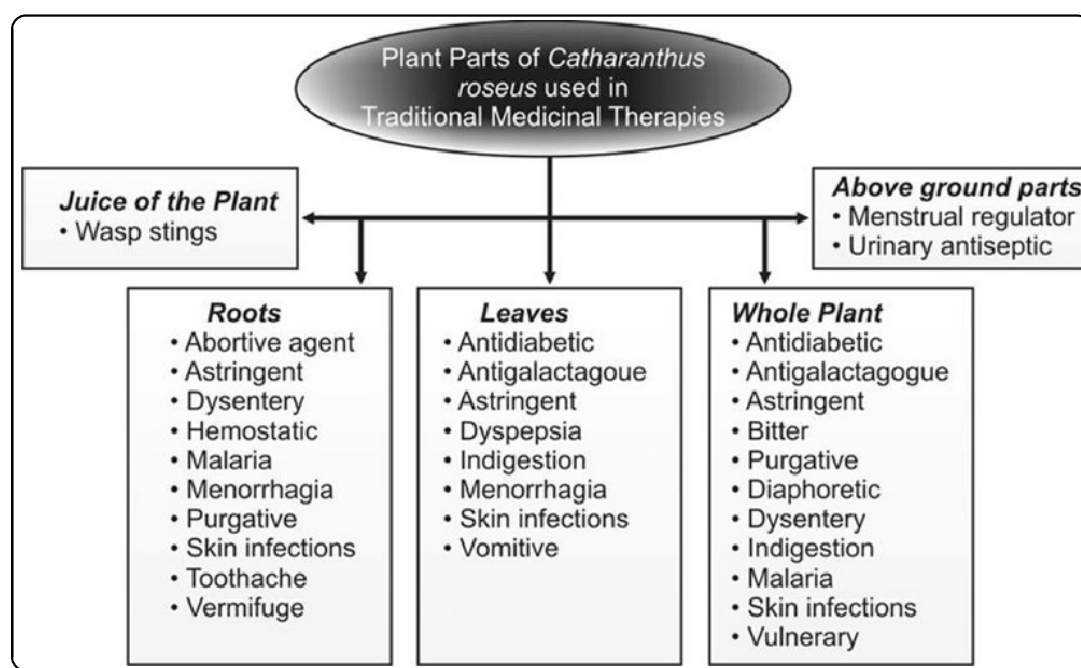 Plant Parts of Catharanthus
roseus used in
Traditional Medicinal Therapies
Juice of the Plant
• Wasp stings
Above ground parts
• Menstrual regulator
• Urinary antiseptic
Roots
• Abortive agent
• Astringent
• Dysentery
• Hemostatic
• Malaria
• Menorrhagia
• Purgative
• Skin infections
• Toothache
• Vermifuge
Leaves
• Antidiabetic
• Antigalactagoue
• Astringent
• Dyspepsia
• Indigestion
• Menorrhagia
• Skin infections
• Vomitive
Whole Plant
• Antidiabetic
• Antigalactagogue
• Astringent
• Bitter
• Purgative
• Diaphoretic
• Dysentery
• Indigestion
• Malaria
• Skin infections
• Vulnerary